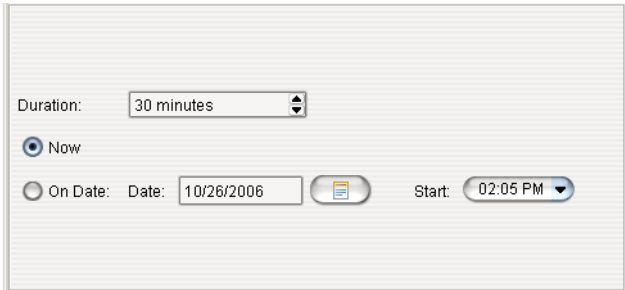 Duration: 30 minutes
Now
On Date: Date: 10/26/2006 Start: 02:05 PM